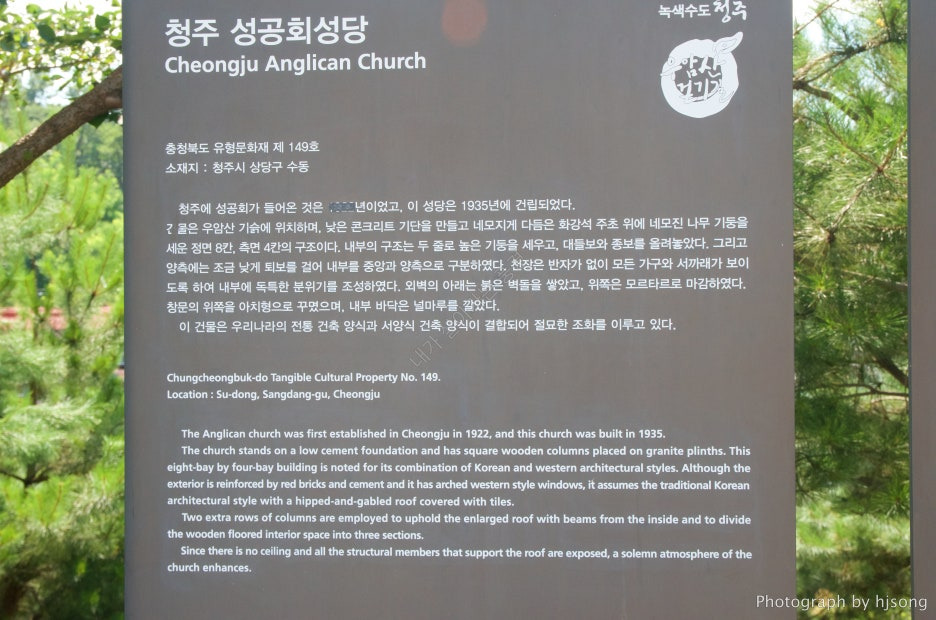 녹색수도 청주
청주 성공회성당
Cheongju Anglican Church
우암산
걷기길
충청북도 유형문화재 제 149호
소재지 : 청주시 상당구 수동
청주에 성공회가 들어온 것은 년이었고, 이 성당은 1935년에 건립되었다.
은 우암산 기슭에 위치하며, 낮은 콘크리트 기단을 만들고 네모지게 다듬은 화강석 주초 위에 네모진 나무 기둥을
세운 정면 8칸, 측면 4칸의 구조이다. 내부의 구조는 두 줄로 높은 기둥을 세우고, 대들보와 종보를 올려놓았다. 그리고
양측에는 조금 낮게 퇴보를 걸어 내부를 중앙과 양측으로 구분하였다. 천장은 반자가 없이 모든 가구와 서까래가 보이
도록 하여 내부에 독특한 분위기를 조성하였다. 외벽의 아래는 붉은 벽돌을 쌓았고, 위쪽은 모르타르로 마감하였다.
창문의 위쪽을 아치형으로 꾸몄으며, 내부 바닥은 널마루를 깔았다.
이 건물은 우리나라의 전통 건축 양식과 서양식 건축 양식이 결합되어 절묘한 조화를 이루고 있다.
Chungcheongbuk-do Tangible Cultural Property No. 149.
Location : Su-dong, Sangdang-gu, Cheongju
The Anglican church was first established in Cheongju in 1922, and this church was built in 1935.
The church stands on a low cement foundation and has square wooden columns placed on granite plinths. This
eight-bay by four-bay building is noted for its combination of Korean and western architectural styles. Although the
exterior is reinforced by red bricks and cement and it has arched western style windows, it assumes the traditional Korean
architectural style with a hipped-and-gabled roof covered with tiles.
Two extra rows of columns are employed to uphold the enlarged roof with beams from the inside and to divide
the wooden floored interior space into three sections.
Since there is no ceiling and all the structural members that support the roof are exposed, a solemn atmosphere of the
church enhances.
Photograph by hjsong